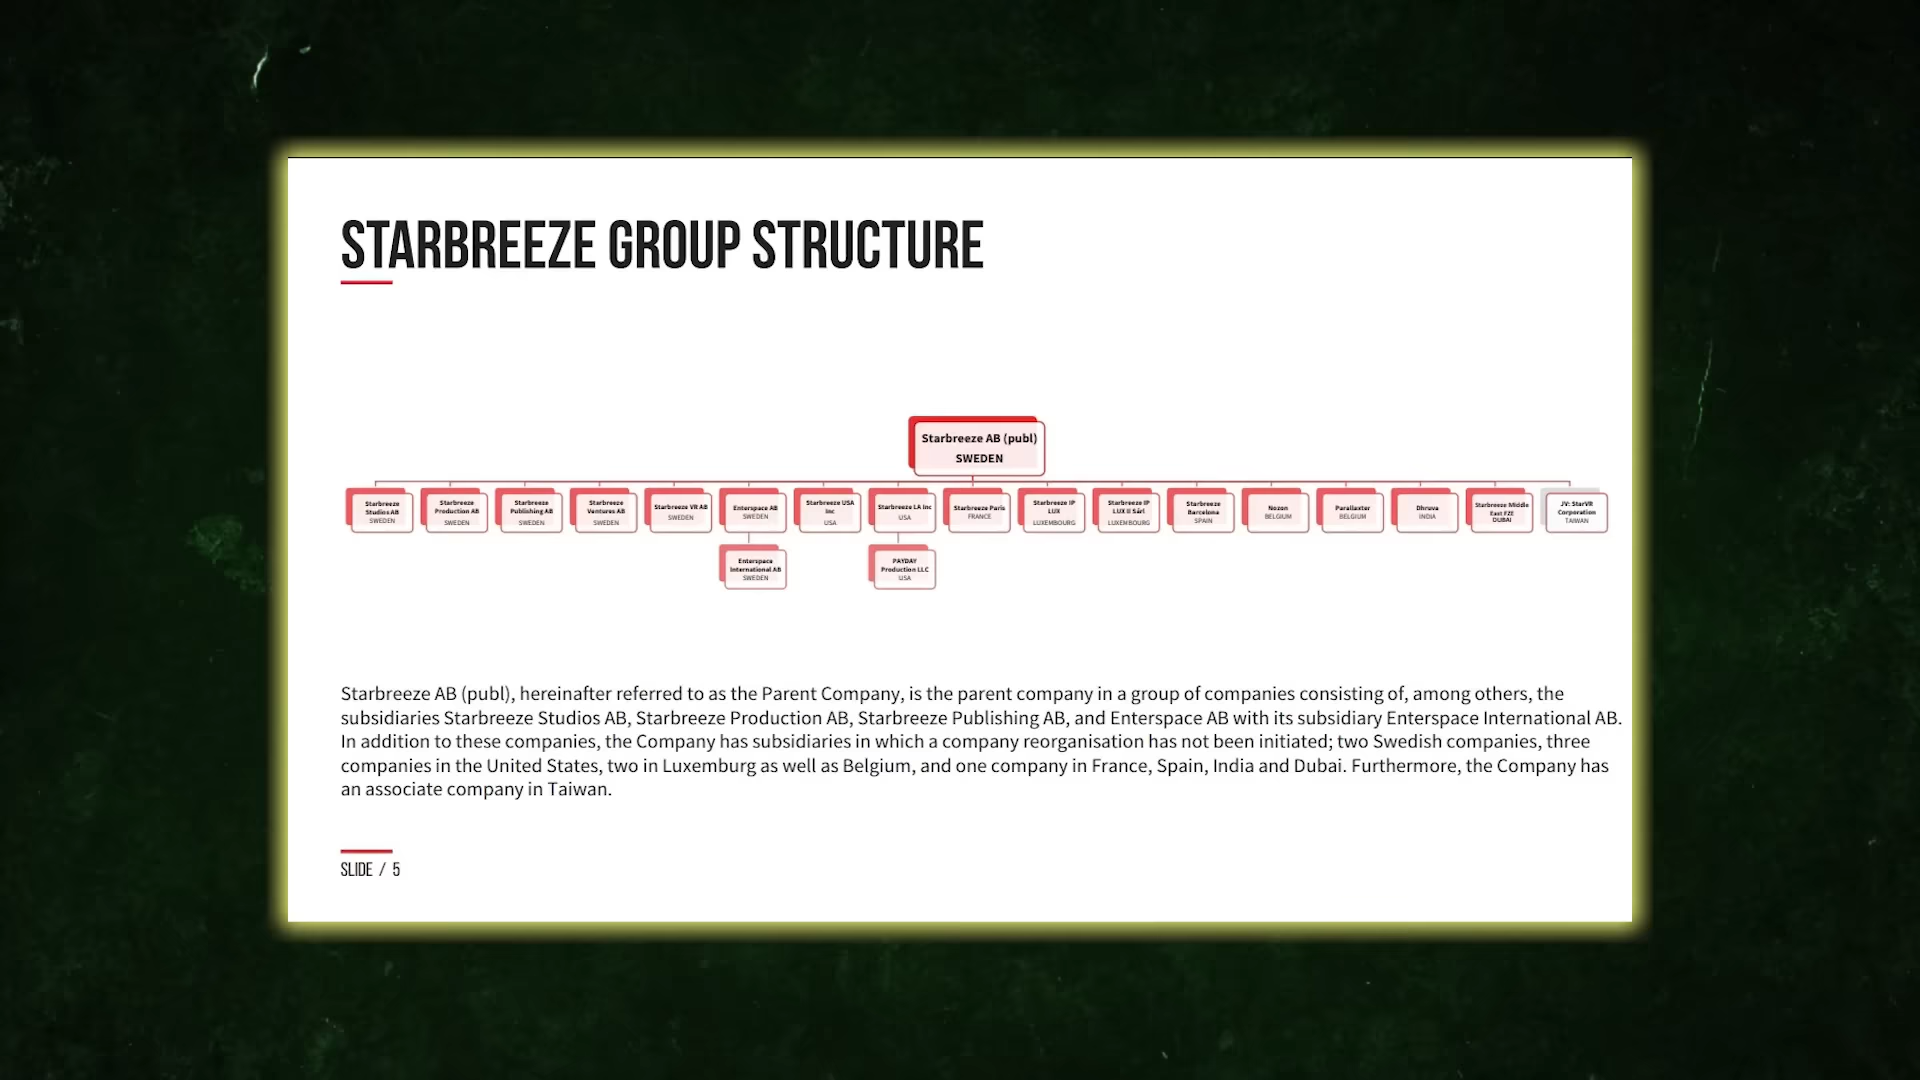 STARBREEZE GROUP STRUCTURE
Starbreeze AB (publ)
SWEDEN
Starbreeze
Studios AB
SWEDEN
Starbreeze
Production AB
SWEDEN
Starbreeze
Publishing AB
SWEDEN
Starbreeze
Ventures AB
SWEDEN
Starbreeze VR AB
SWEDEN
Enterspace AB
SWEDEN
Starbreeze USA
Inc
USA
Starbreeze LA Inc
USA
Starbreeze Paris
FRANCE
Starbreeze IP
LUX
LUXEMBOURG
Starbreeze IP
LUX II Sárl
LUXEMBOURG
Starbreeze
Barcelona
SPAIN
Nozon
BELGIUM
Parallaxter
BELGIUM
Dhruva
INDIA
Starbreeze Middle
East FZE
DUBAI
JV: StarVR
Corporation
TAIWAN
Enterspace
International AB
SWEDEN
PAYDAY
Production LLC
USA
Starbreeze AB (publ), hereinafter referred to as the Parent Company, is the parent company in a group of companies consisting of, among others, the
subsidiaries Starbreeze Studios AB, Starbreeze Production AB, Starbreeze Publishing AB, and Enterspace AB with its subsidiary Enterspace International AB.
In addition to these companies, the Company has subsidiaries in which a company reorganisation has not been initiated; two Swedish companies, three
companies in the United States, two in Luxemburg as well as Belgium, and one company in France, Spain, India and Dubai. Furthermore, the Company has
an associate company in Taiwan.
SLIDE / 5